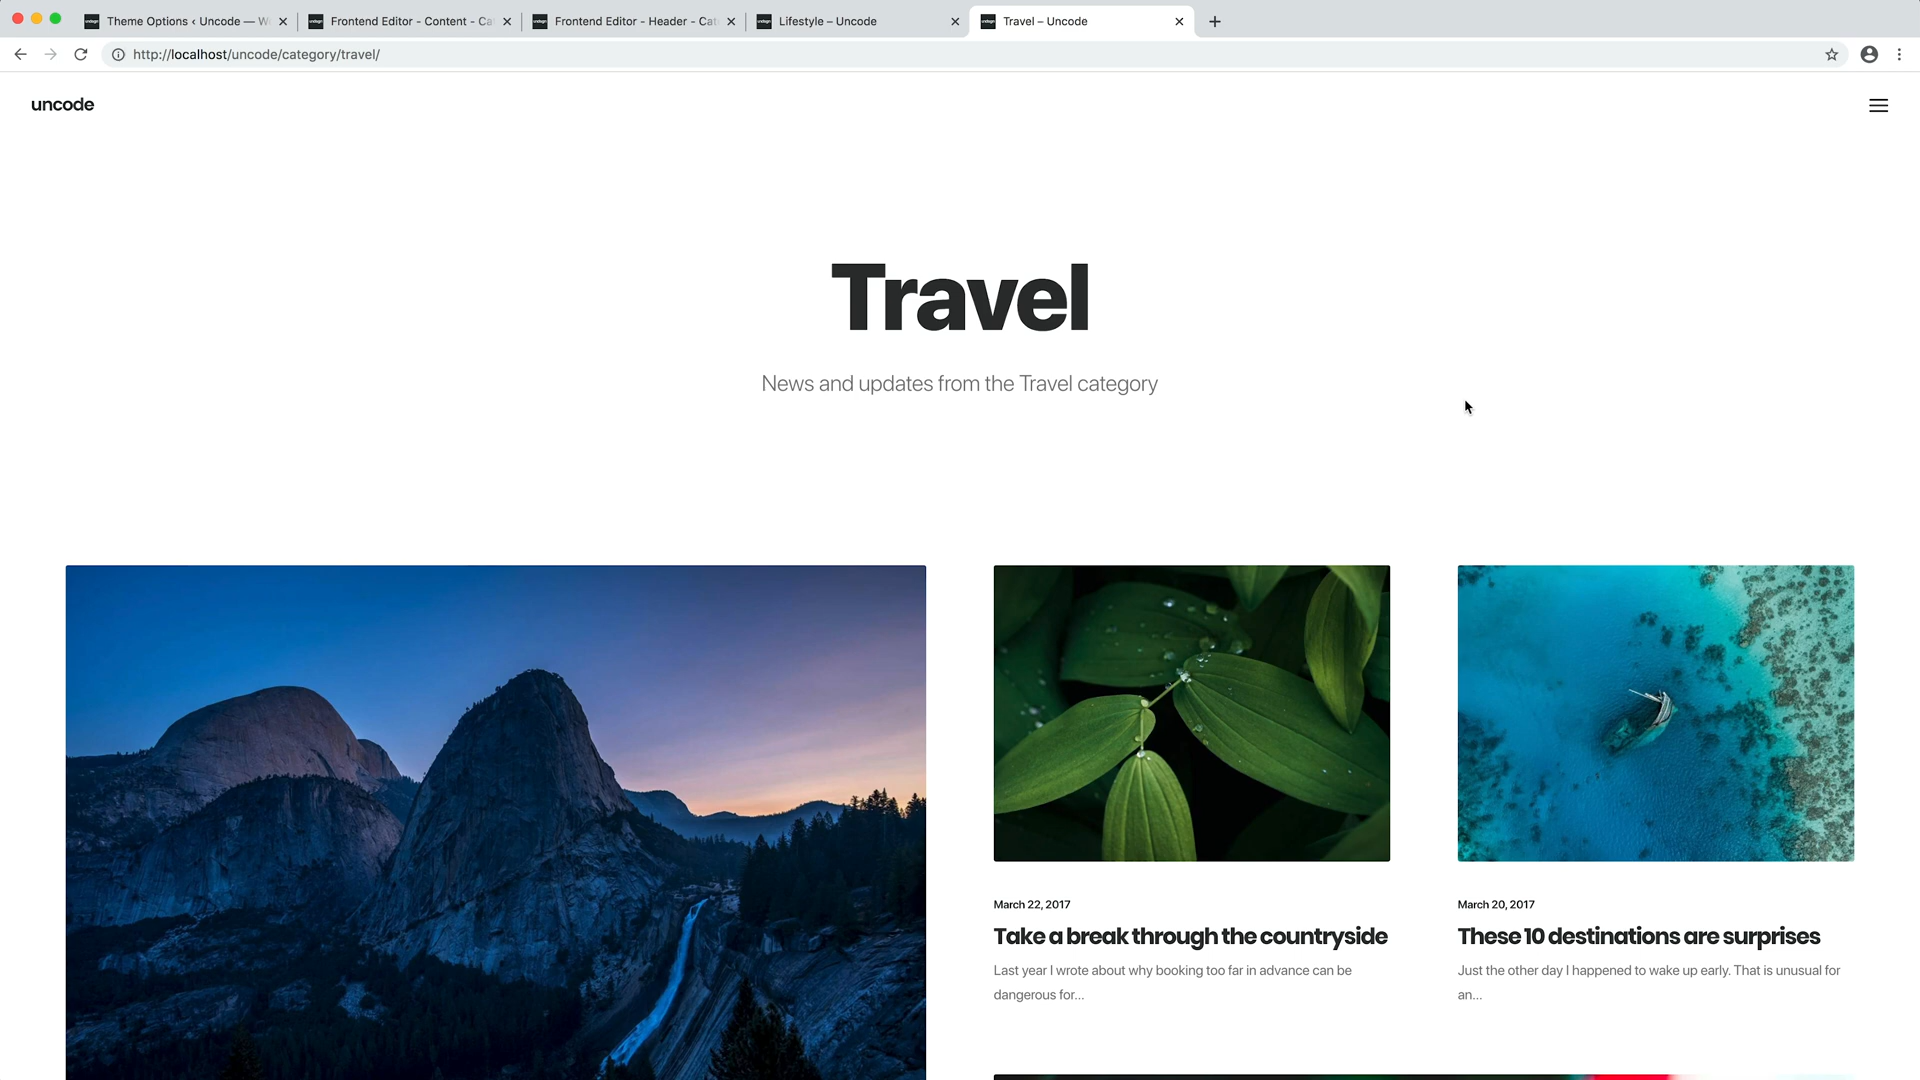 Theme Options ‹ Uncode — W
Frontend Editor - Content - Ca
Frontend Editor - Header - Cat
Lifestyle – Uncode
Travel – Uncode
http://localhost/uncode/category/travel/
uncode
Travel
News and updates from the Travel category
March 22, 2017
Take a break through the countryside
Last year I wrote about why booking too far in advance can be
dangerous for...
March 20, 2017
These 10 destinations are surprises
Just the other day I happened to wake up early. That is unusual for
an...